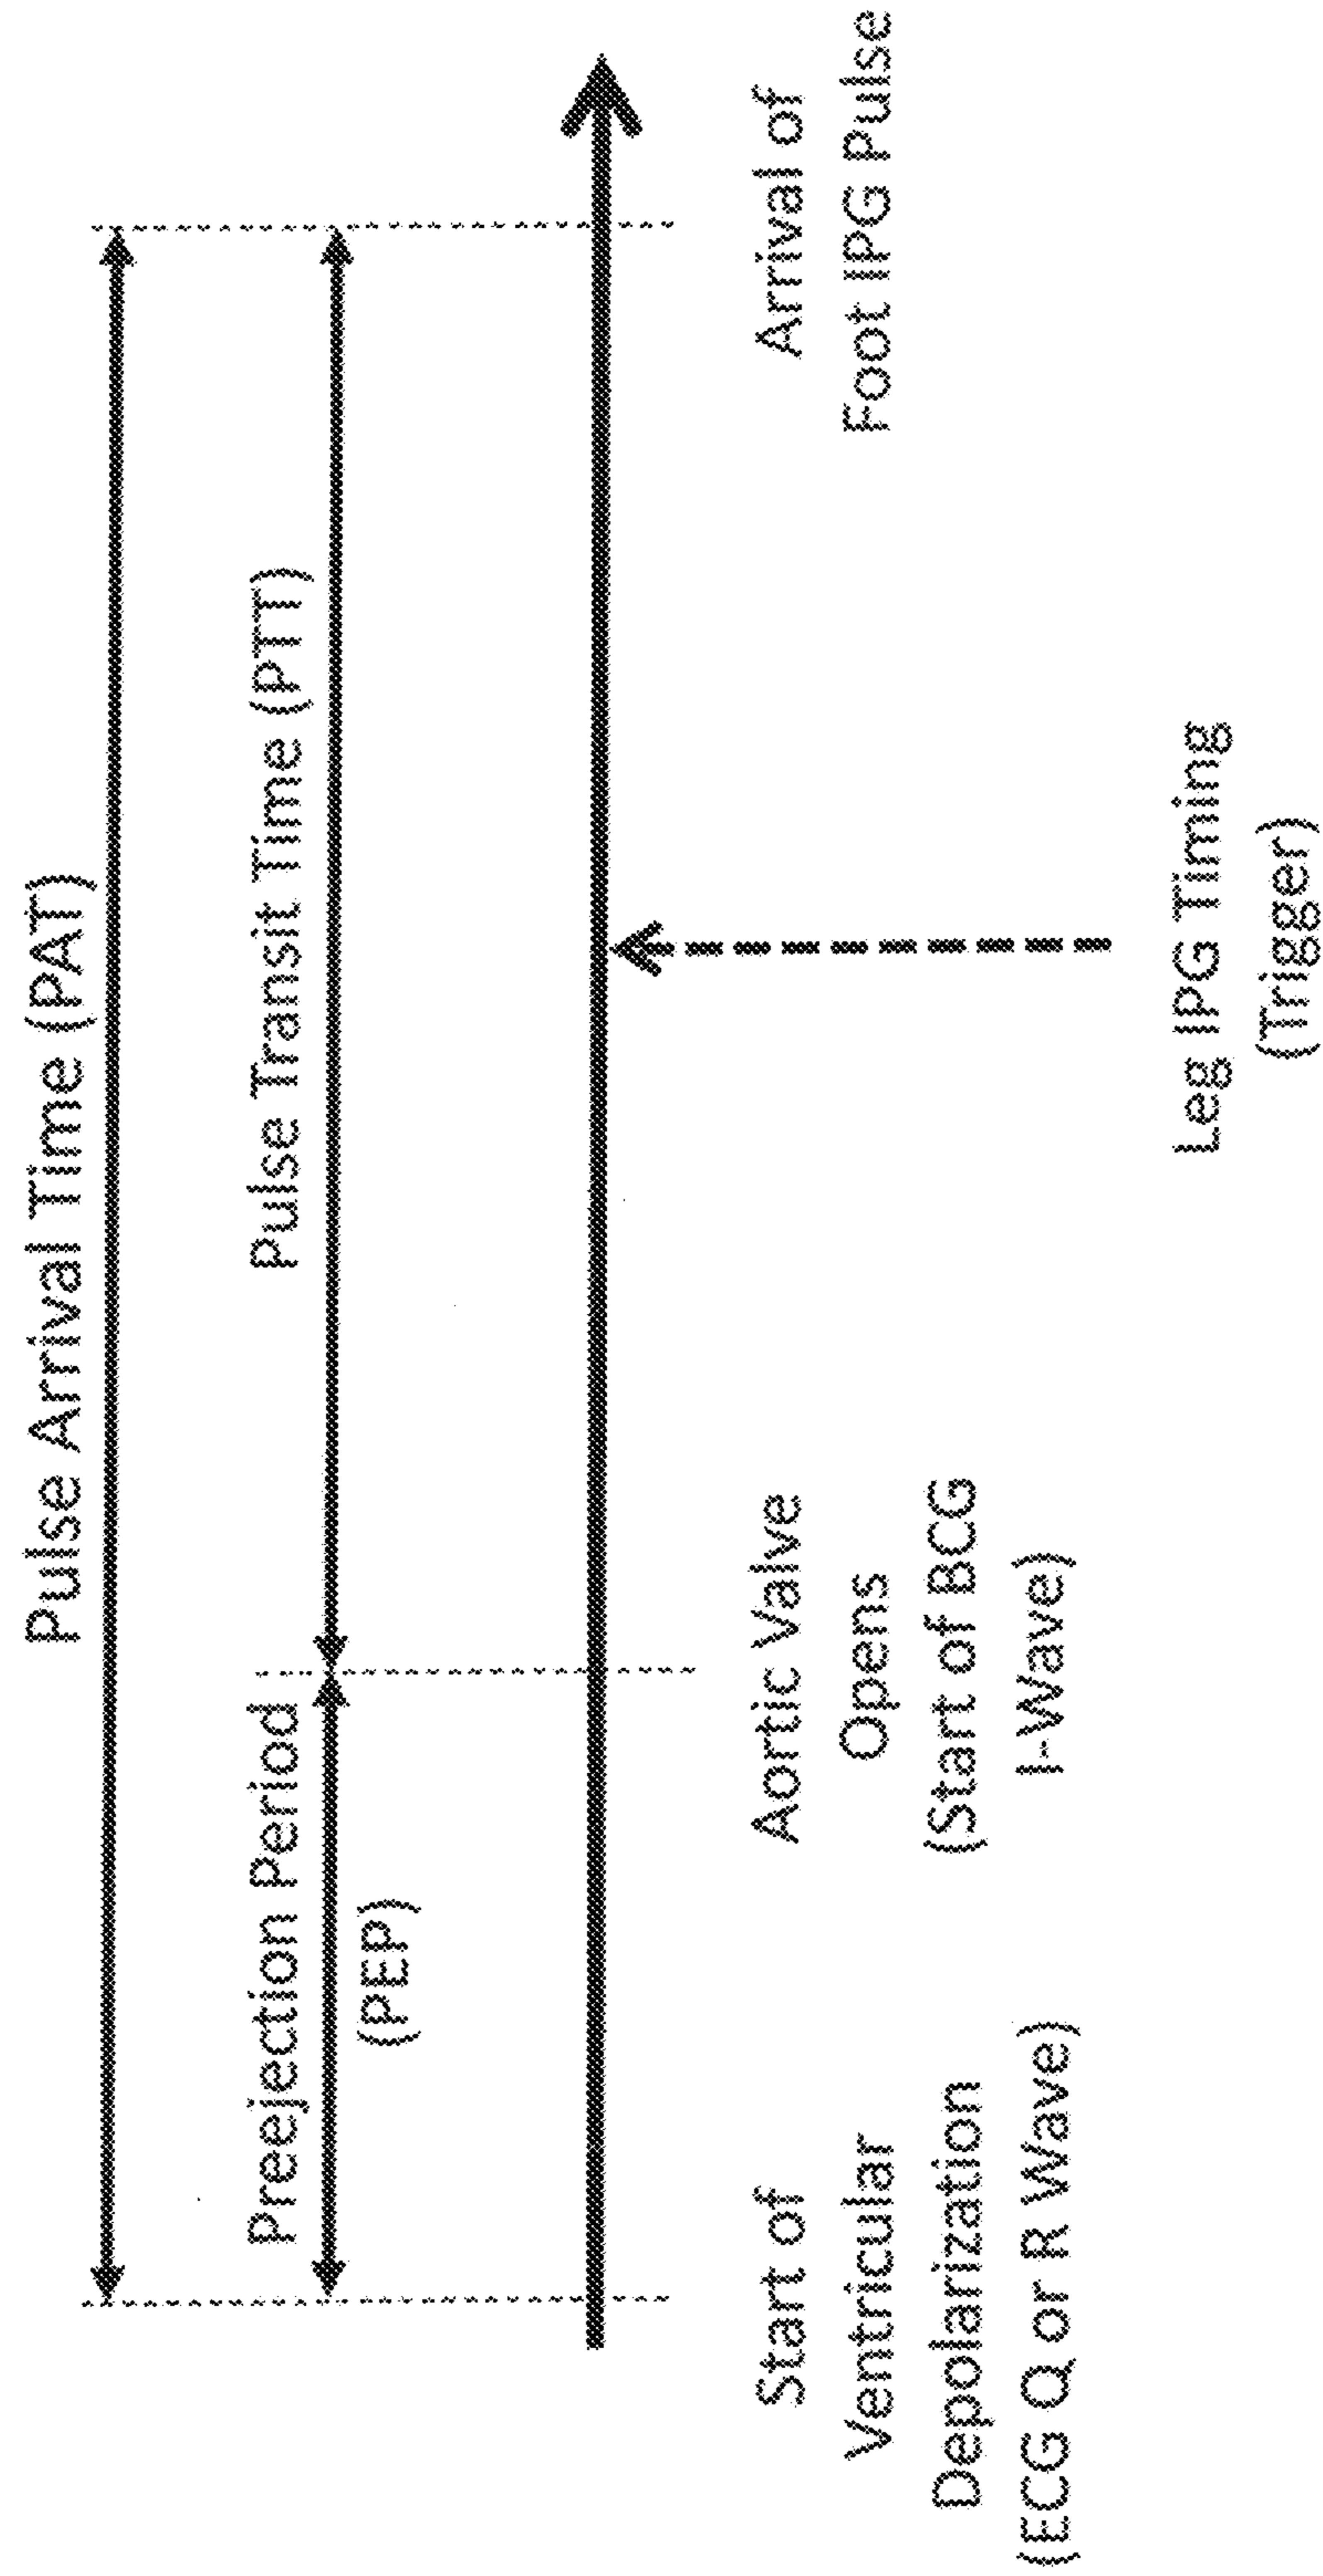 Pulse Arrival Time (PAT)
Preejection Period
(PEP)
Pulse Transit Time (PTT)
Start of
Ventricular
Depolarization
(ECG Q or R Wave)
Aortic Valve
Opens
(Start of BCG
I-Wave)
Arrival of
Foot IPG Pulse
Leg IPG Timing
(Trigger)